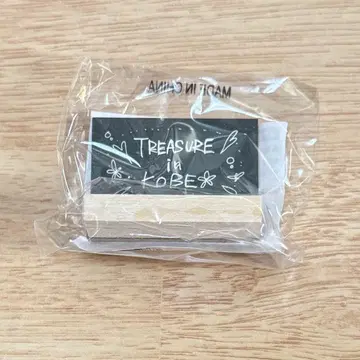 MADE IN CHINA
TREASURE
in
KOBE